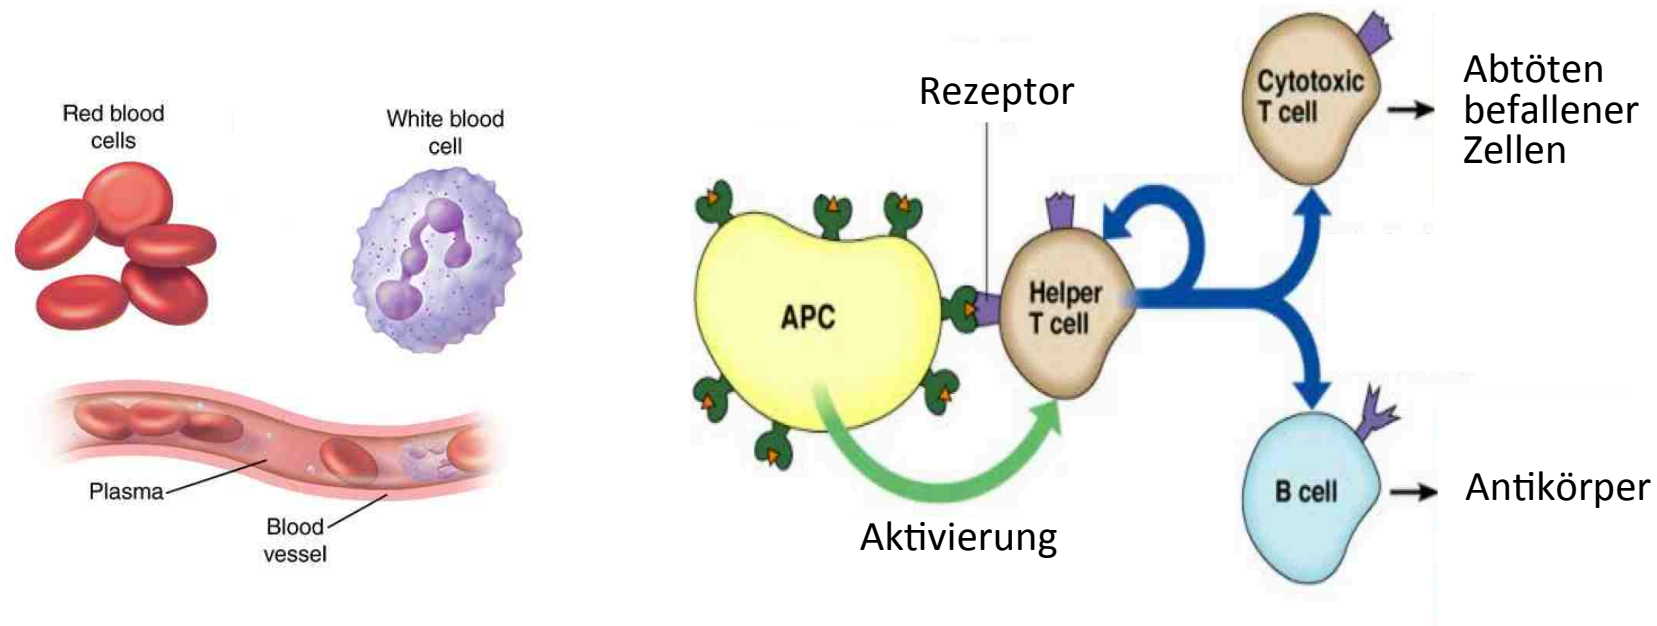 Red blood
cells
White blood
cell
Plasma
Blood
vessel
Rezeptor
APC
Helper
T cell
Aktivierung
Cytotoxic
T cell
Abtöten
befallener
Zellen
B cell
Antikörper